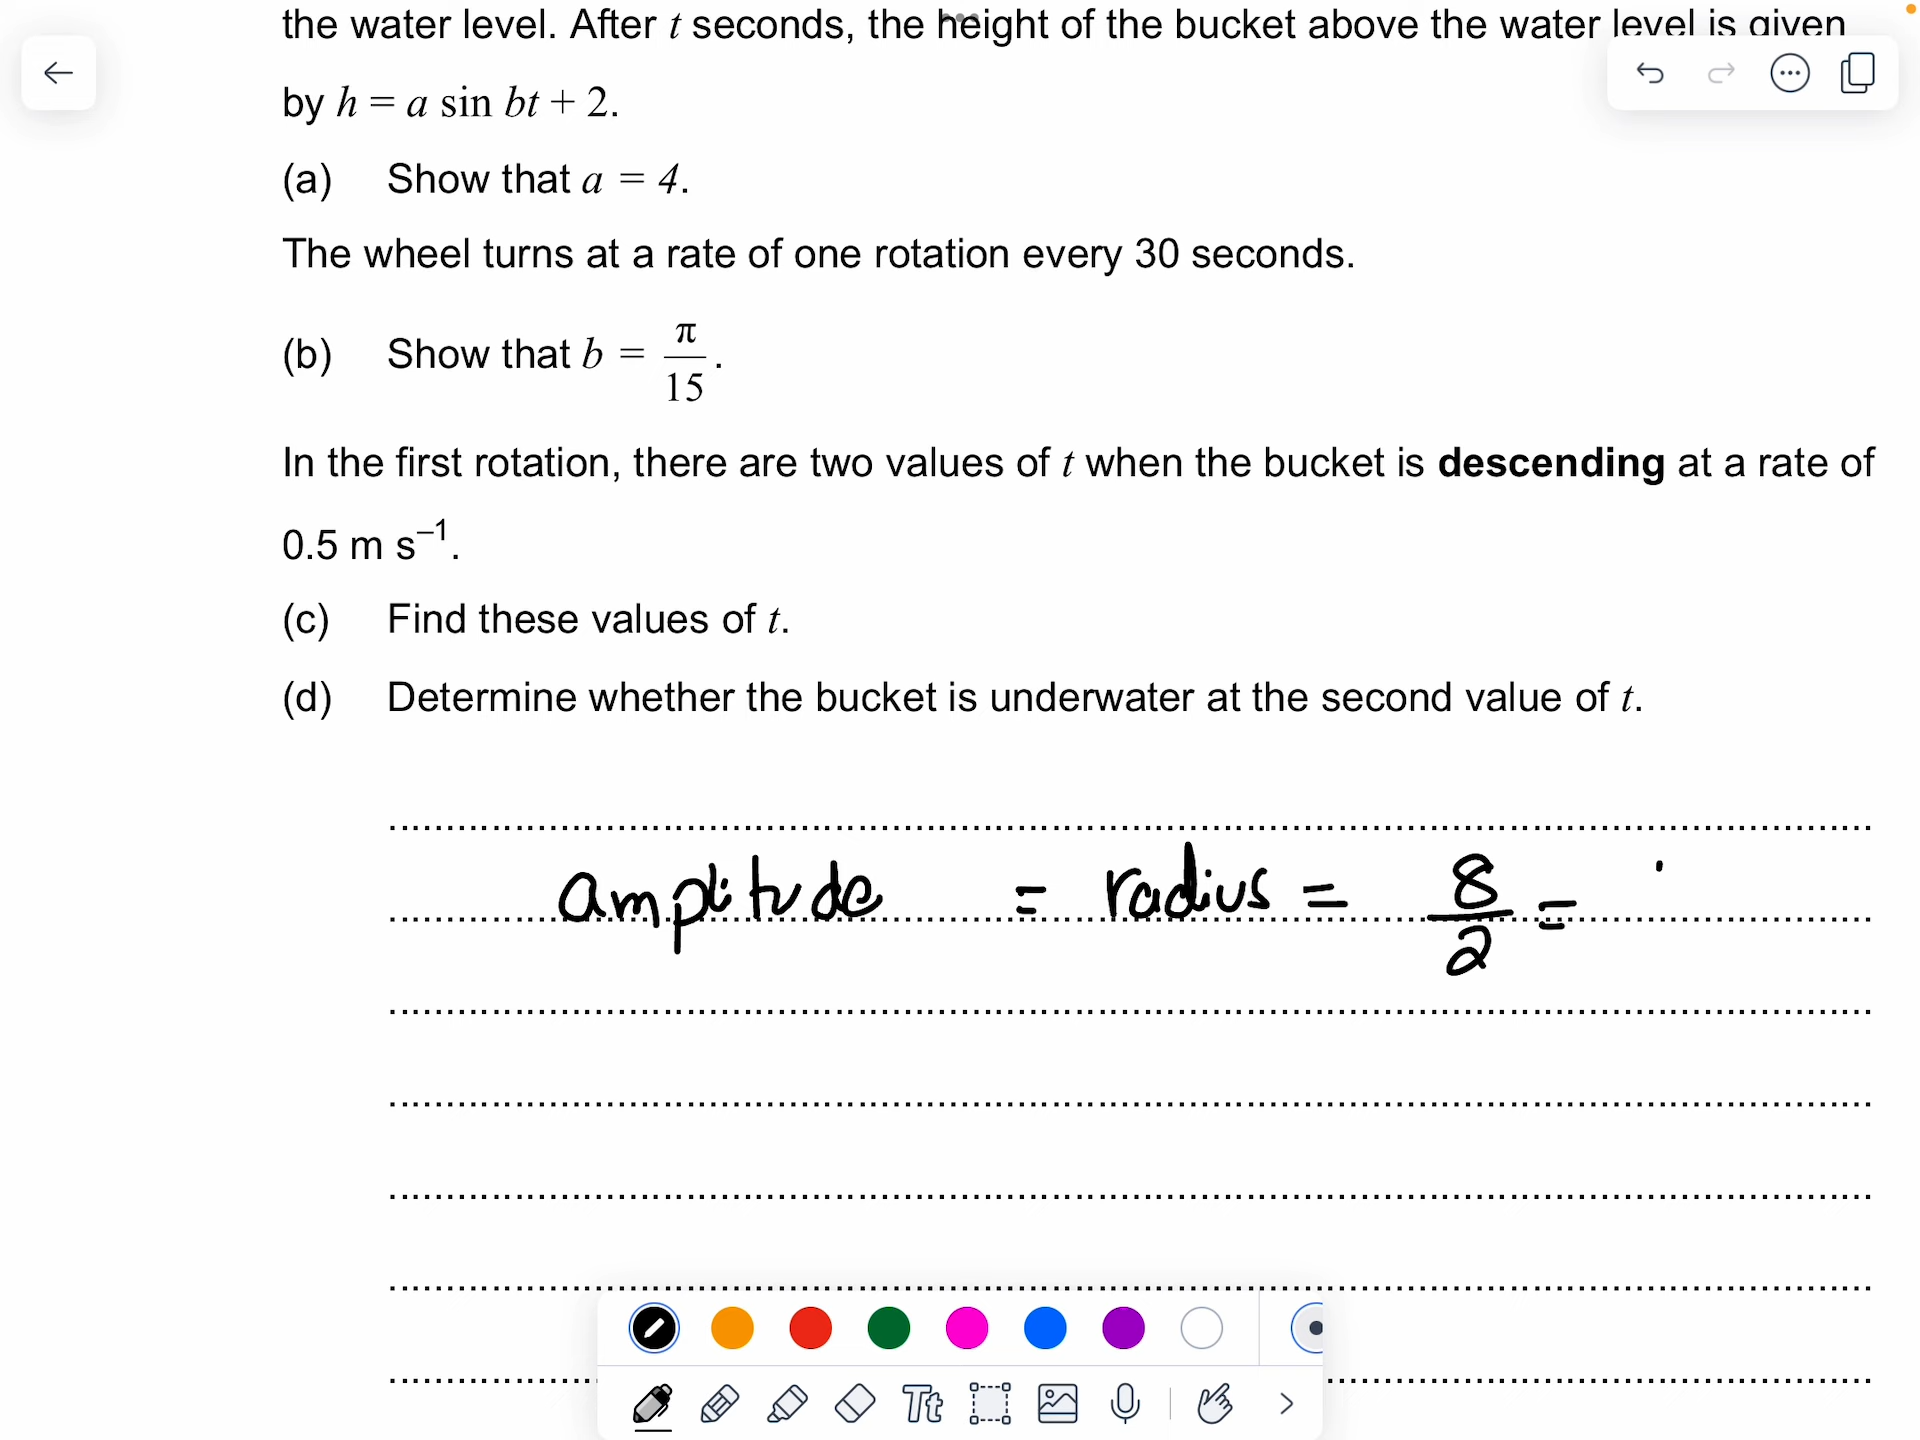 the water level. After t seconds, the height of the bucket above the water level is given
by h = a sin bt + 2.
(a) Show that a = 4.
The wheel turns at a rate of one rotation every 30 seconds.
(b) Show that b = π/15.
In the first rotation, there are two values of t when the bucket is descending at a rate of
0.5 m s⁻¹.
(c) Find these values of t.
(d) Determine whether the bucket is underwater at the second value of t.
amplitude = radius = 8/2 =
Tt